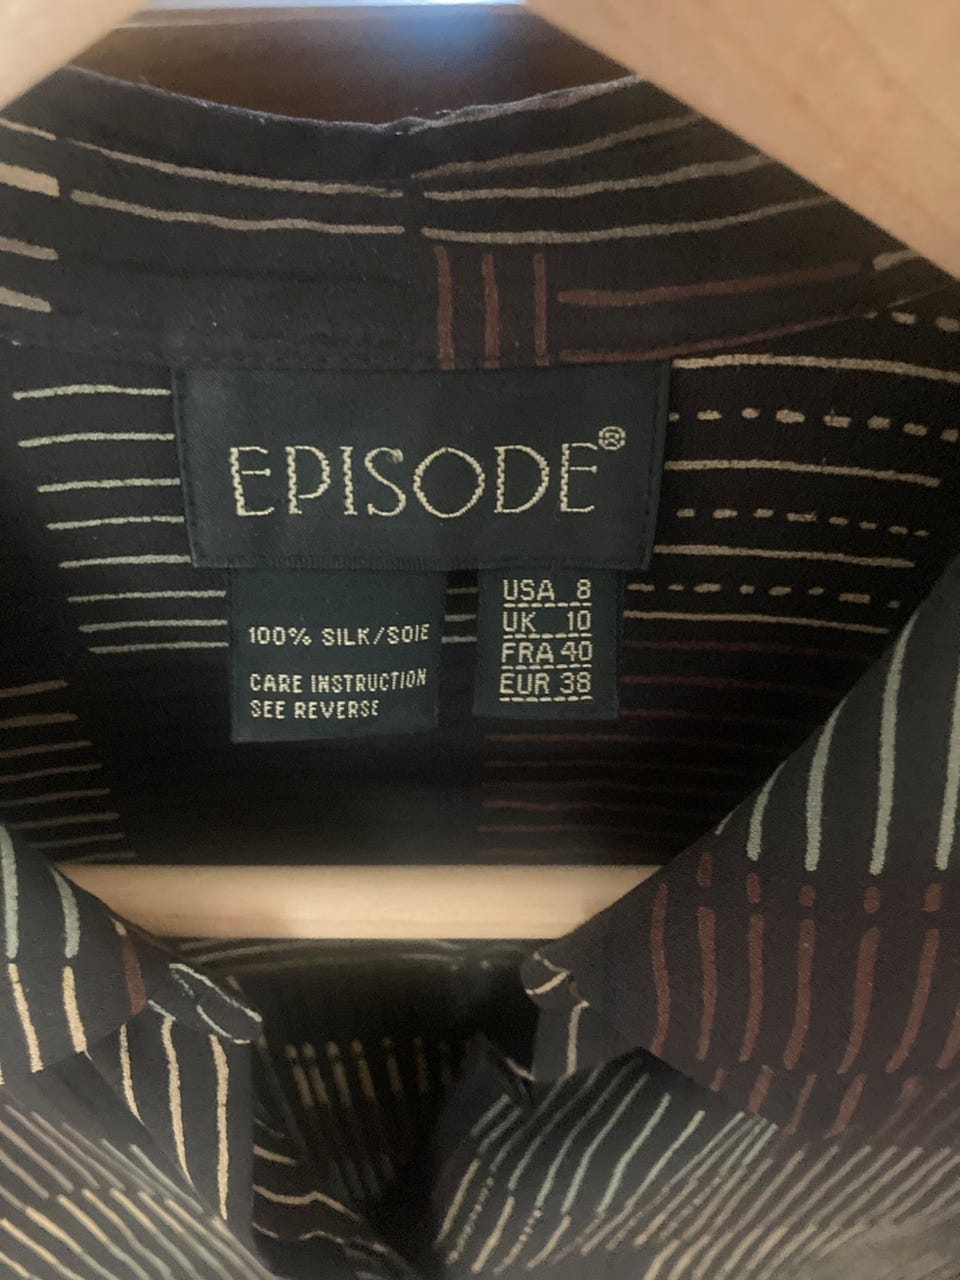 EPISODE®
100% SILK/SOIE
CARE INSTRUCTION
SEE REVERSE
USA 8
UK 10
FRA 40
EUR 38